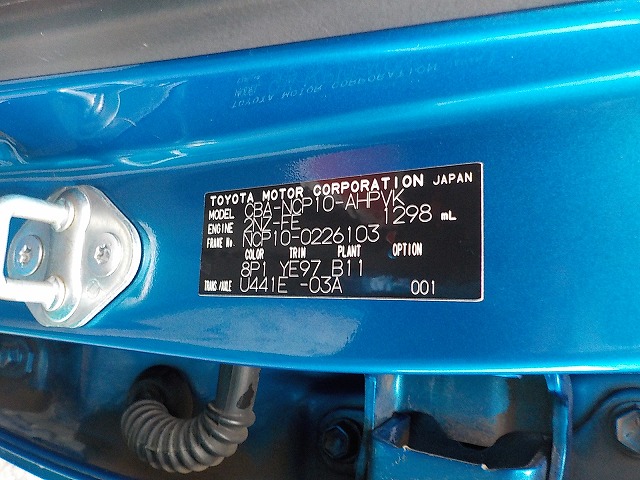 TOYOTA MOTOR CORPORATION JAPAN
MODEL CBA-NCP10-AHPVK
ENGINE 2NZ-FE 1298 mL
FRAME No. NCP10-0226103
COLOR TRIM PLANT OPTION
8P1 YE97 B11
TRANS/AXLE U441E -03A 001